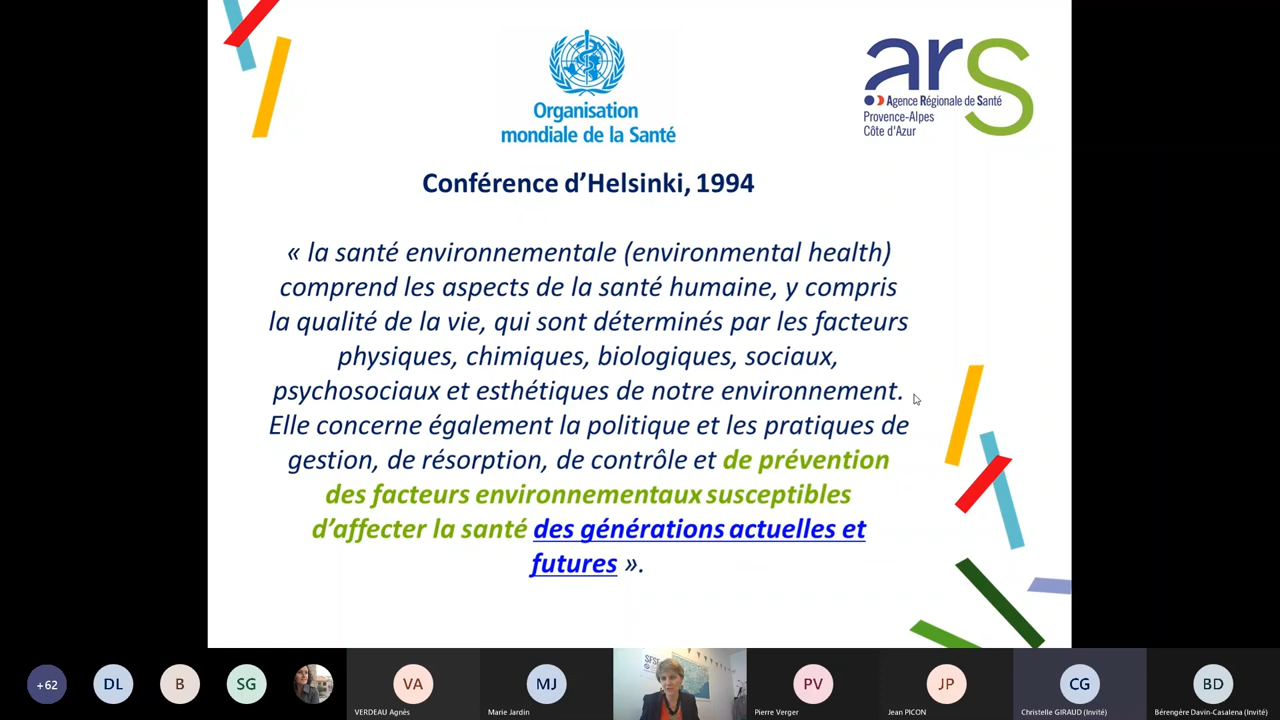 Organisation
mondiale de la Santé
ars
Agence Régionale de Santé
Provence-Alpes
Côte d'Azur
Conférence d’Helsinki, 1994
« la santé environnementale (environmental health)
comprend les aspects de la santé humaine, y compris
la qualité de la vie, qui sont déterminés par les facteurs
physiques, chimiques, biologiques, sociaux,
psychosociaux et esthétiques de notre environnement.
Elle concerne également la politique et les pratiques de
gestion, de résorption, de contrôle et de prévention
des facteurs environnementaux susceptibles
d’affecter la santé des générations actuelles et
futures ».
+62
DL
B
SG
VA
VERDEAU Agnès
MJ
Marie Jardin
PV
Pierre Verger
JP
Jean PICON
CG
Christelle GIRAUD (Invité)
BD
Bérengère Davin-Casalena (Invité)